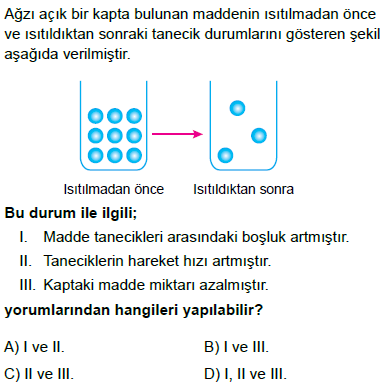 Ağzı açık bir kapta bulunan maddenin ısıtılmadan önce
ve ısıtıldıktan sonraki tanecik durumlarını gösteren şekil
aşağıda verilmiştir.
Isıtılmadan önce
Isıtıldıktan sonra
Bu durum ile ilgili;
I. Madde tanecikleri arasındaki boşluk artmıştır.
II. Taneciklerin hareket hızı artmıştır.
III. Kaptaki madde miktarı azalmıştır.
yorumlarından hangileri yapılabilir?
A) I ve II.
B) I ve III.
C) II ve III.
D) I, II ve III.